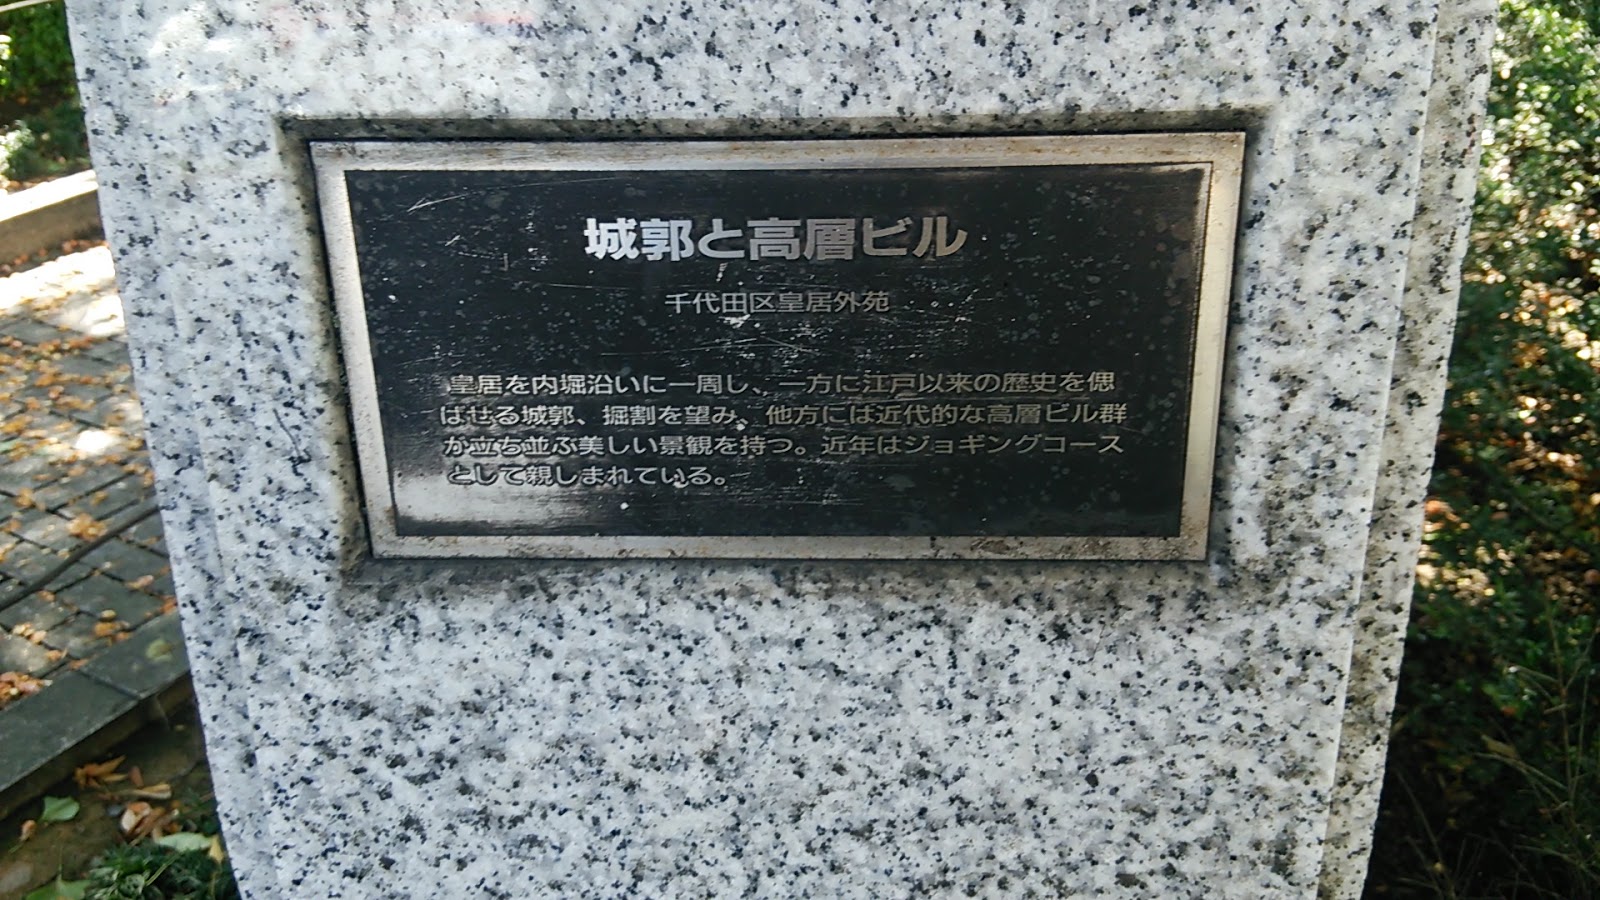 城郭と高層ビル
千代田区皇居外苑
皇居を内堀沿いに一周し、一方に江戸以来の歴史を偲
ばせる城郭、掘割を望み、他方には近代的な高層ビル群
が立ち並ぶ美しい景観を持つ。近年はジョギングコース
として親しまれている。